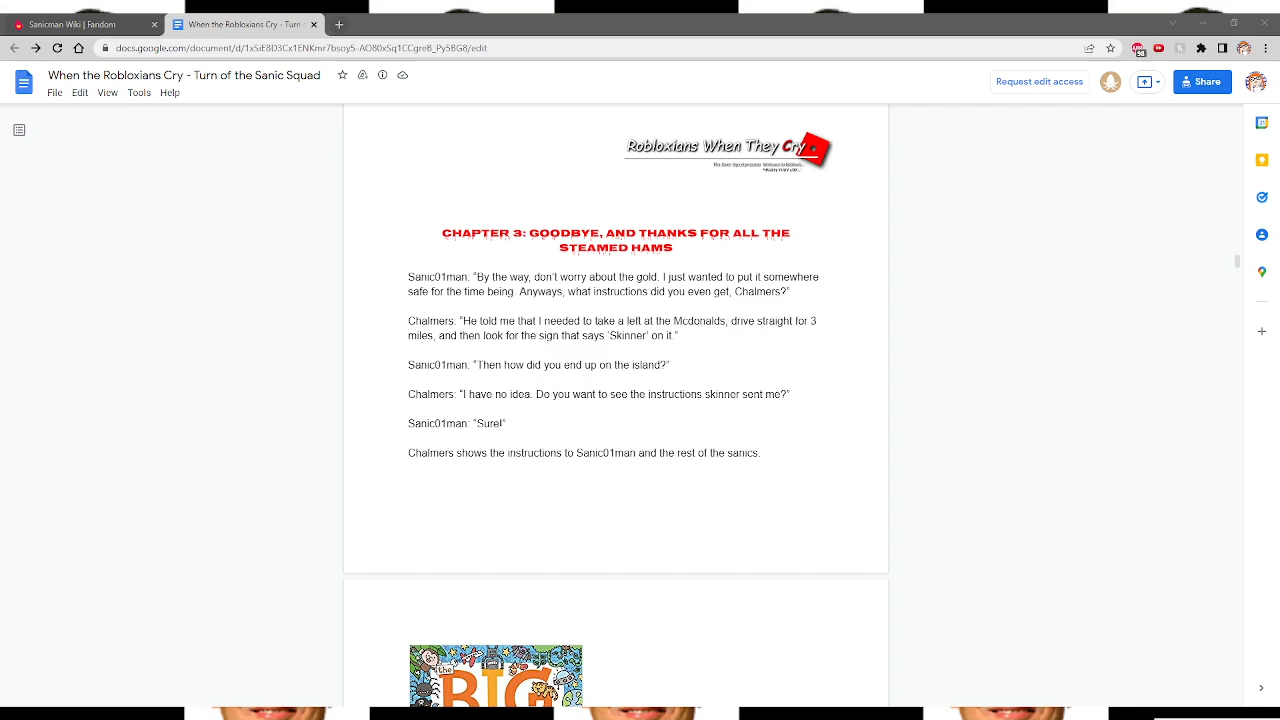 Sanicman Wiki | Fandom
When the Robloxians Cry - Turn of the Sanic Squad
docs.google.com/document/d/1xSiE8D3Cx1ENKmr7bsoy5-AO80xSq1CCgreB_Py5BG8/edit
When the Robloxians Cry - Turn of the Sanic Squad
File Edit View Tools Help
Request edit access
Share
Robloxians When They Cry
CHAPTER 3: GOODBYE, AND THANKS FOR ALL THE
STEAMED HAMS
Sanic01man: “By the way, don’t worry about the gold. I just wanted to put it somewhere
safe for the time being. Anyways, what instructions did you even get, Chalmers?”
Chalmers: “He told me that I needed to take a left at the Mcdonalds, drive straight for 3
miles, and then look for the sign that says ‘Skinner’ on it.”
Sanic01man: “Then how did you end up on the island?”
Chalmers: “I have no idea. Do you want to see the instructions skinner sent me?”
Sanic01man: “Sure!”
Chalmers shows the instructions to Sanic01man and the rest of the sanics.
the
BIG